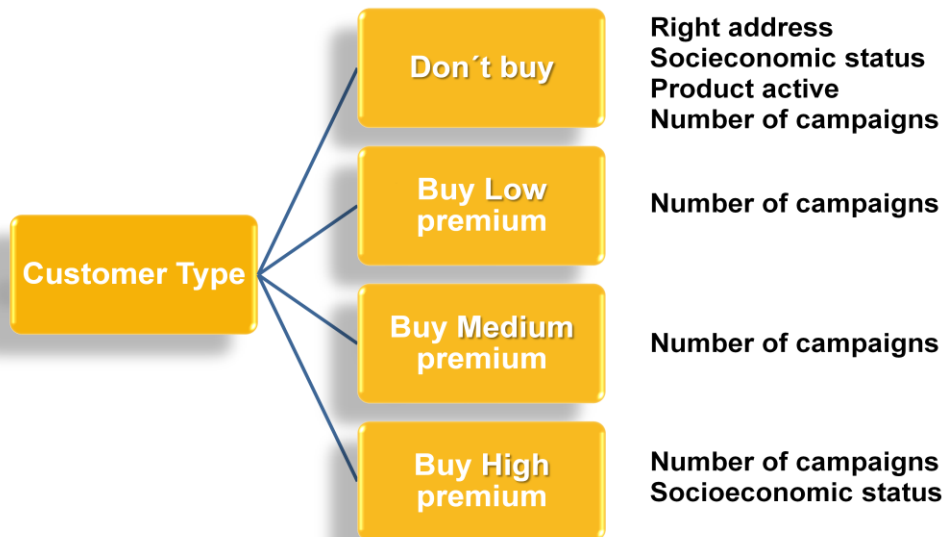 Customer Type
Don´t buy
Right address
Socieconomic status
Product active
Number of campaigns
Buy Low
premium
Number of campaigns
Buy Medium
premium
Number of campaigns
Buy High
premium
Number of campaigns
Socioeconomic status